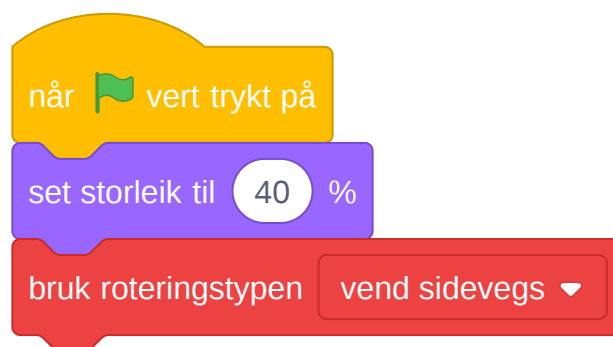 når vert trykt på
set storleik til 40 %
bruk roteringstypen vend sidevegs